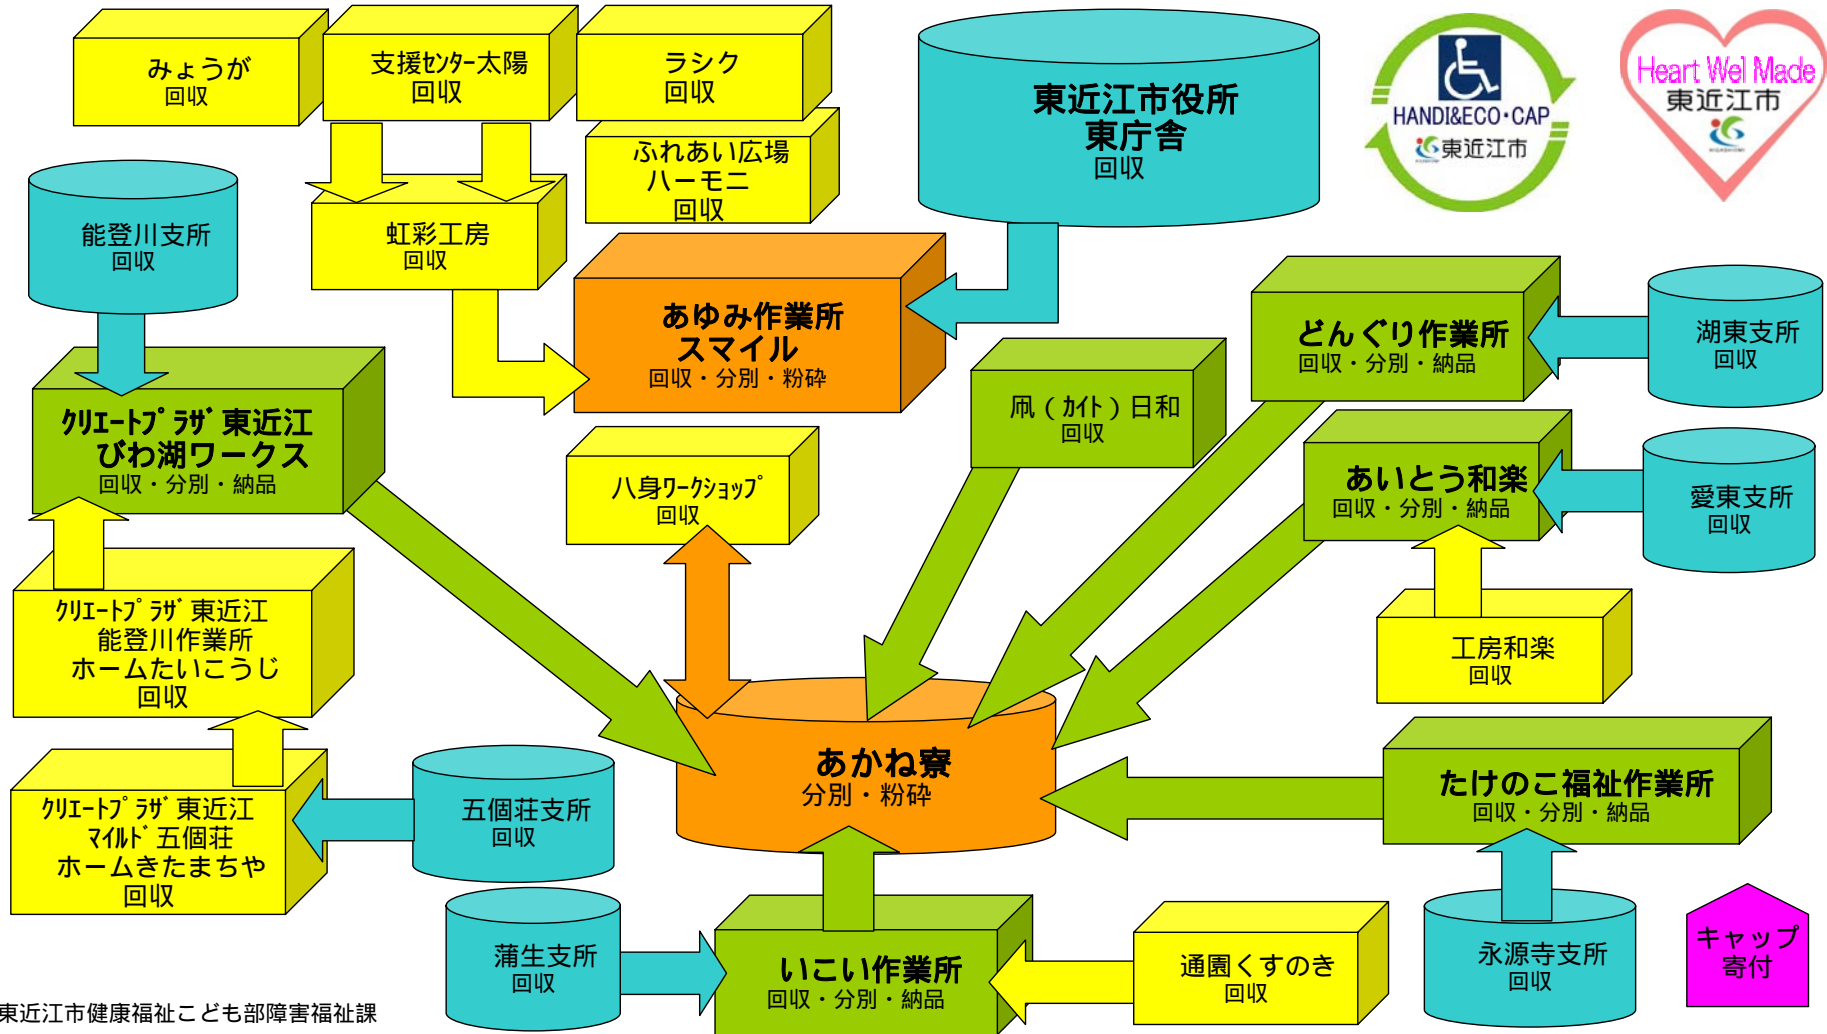 みょうが
回収
支援ｾﾝﾀｰ太陽
回収
ラシク
回収
ふれあい広場
ハーモニ
回収
東近江市役所
東庁舎
回収
HANDI&ECO・CAP
東近江市
Heart Wel Made
東近江市
能登川支所
回収
虹彩工房
回収
あゆみ作業所
スマイル
回収・分別・粉砕
どんぐり作業所
回収・分別・納品
湖東支所
回収
凧（ｶｲﾄ）日和
回収
ｸﾘｴｰﾄﾌﾟﾗｻﾞ東近江
びわ湖ワークス
回収・分別・納品
八身ﾜｰｸｼｮｯﾌﾟ
回収
あいとう和楽
回収・分別・納品
愛東支所
回収
ｸﾘｴｰﾄﾌﾟﾗｻﾞ東近江
能登川作業所
ホームたいこうじ
回収
工房和楽
回収
あかね寮
分別・粉砕
たけのこ福祉作業所
回収・分別・納品
ｸﾘｴｰﾄﾌﾟﾗｻﾞ東近江
ﾏｲﾙﾄﾞ五個荘
ホームきたまちや
回収
五個荘支所
回収
蒲生支所
回収
いこい作業所
回収・分別・納品
通園くすのき
回収
永源寺支所
回収
キャップ
寄付
東近江市健康福祉こども部障害福祉課